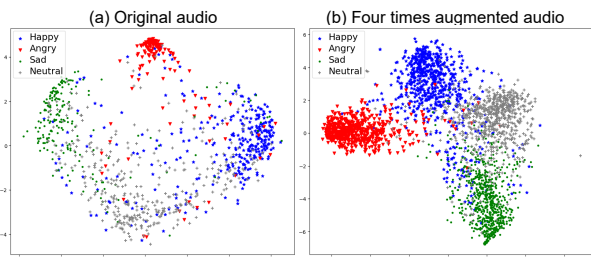 (a) Original audio
Happy
Angry
Sad
Neutral
4
2
0
−2
−4
(b) Four times augmented audio
Happy
Angry
Sad
Neutral
6
4
2
0
−2
−4
−6